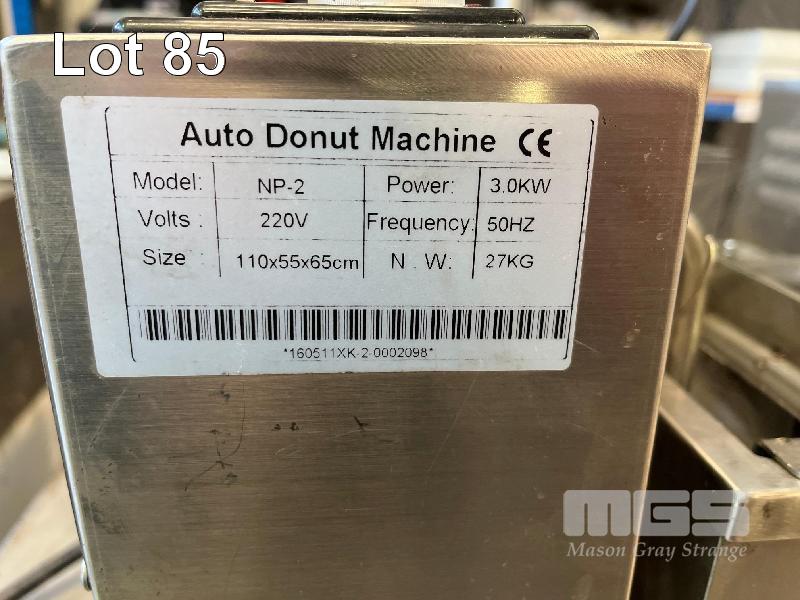 Lot 85
Auto Donut Machine CE
Model: NP-2 Power: 3.0KW
Volts : 220V Frequency: 50HZ
Size : 110x55x65cm N . W: 27KG
*160511XK-2-0002098*
MGS
Mason Gray Strange